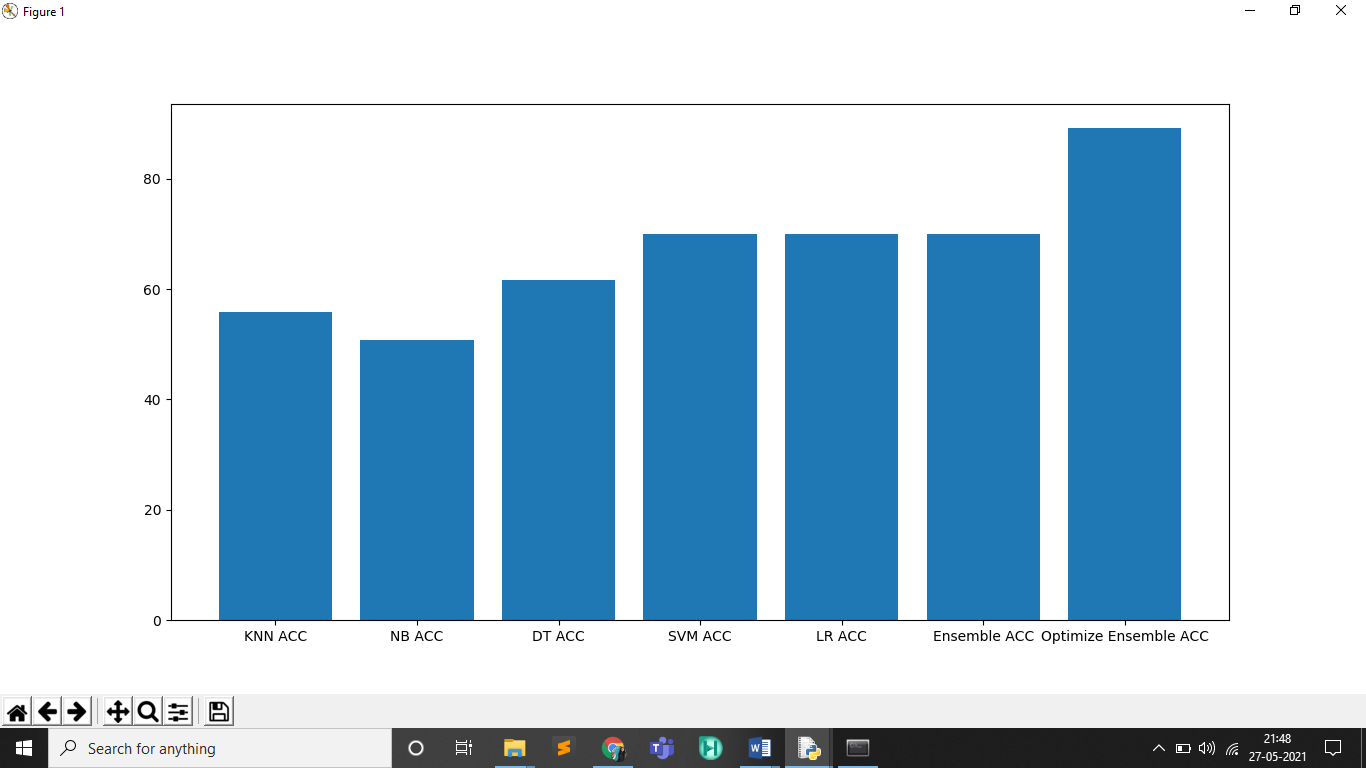 Figure 1
80
60
40
20
0
KNN ACC NB ACC DT ACC SVM ACC LR ACC Ensemble ACC Optimize Ensemble ACC
Search for anything
21:48
27-05-2021